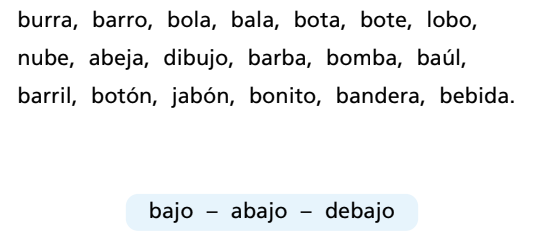 burra, barro, bola, bala, bota, bote, lobo,
nube, abeja, dibujo, barba, bomba, baúl,
barril, botón, jabón, bonito, bandera, bebida.
bajo – abajo – debajo